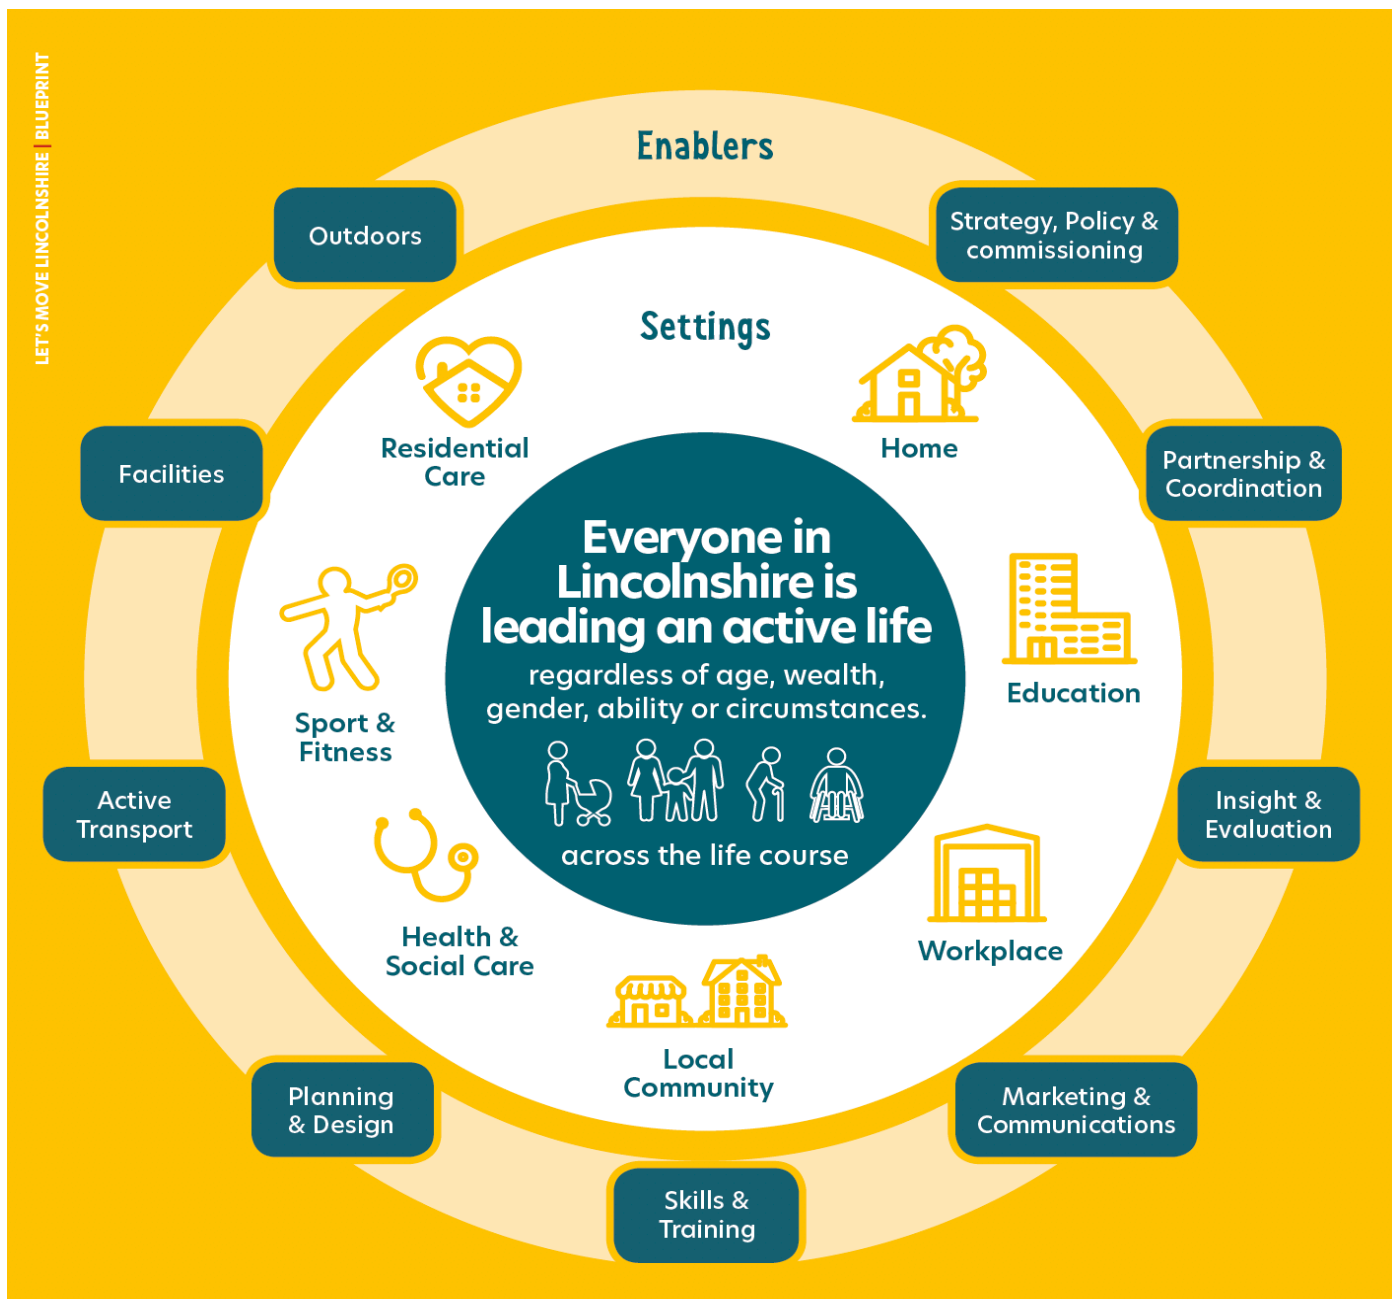 LET'S MOVE LINCOLNSHIRE | BLUEPRINT
Enablers
Outdoors
Strategy, Policy &
commissioning
Settings
Residential
Care
Home
Facilities
Partnership &
Coordination
Everyone in
Lincolnshire is
leading an active life
regardless of age, wealth,
gender, ability or circumstances.
across the life course
Sport &
Fitness
Education
Active
Transport
Insight &
Evaluation
Health &
Social Care
Workplace
Local
Community
Planning
& Design
Marketing &
Communications
Skills &
Training